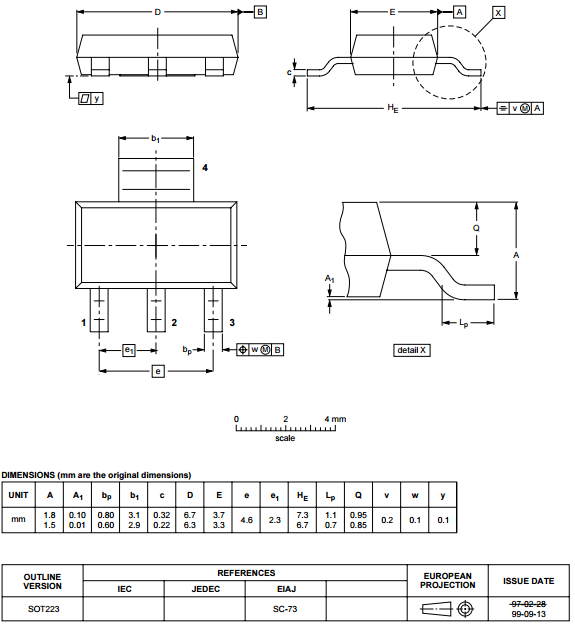 D
B
E
A
X
y
c
HE
v M A
b1
4
1
2
3
e1
bp
w M B
e
Q
A
A1
Lp
detail X
0 2 4 mm
scale
DIMENSIONS (mm are the original dimensions)
UNIT A A1 bp b1 c D E e e1 HE Lp Q v w y
mm 1.8 0.10 0.80 3.1 0.32 6.7 3.7 4.6 2.3 7.3 1.1 0.95 0.2 0.1 0.1
1.5 0.01 0.60 2.9 0.22 6.3 3.3 6.7 0.7 0.85
OUTLINE VERSION
REFERENCES
EUROPEAN PROJECTION
ISSUE DATE
IEC JEDEC EIAJ
SOT223 SC-73
97-02-28
99-09-13